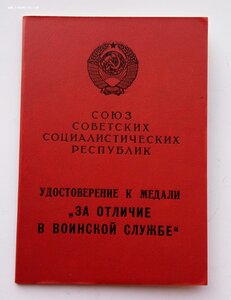 СОЮЗ
СОВЕТСКИХ
СОЦИАЛИСТИЧЕСКИХ
РЕСПУБЛИК
УДОСТОВЕРЕНИЕ К МЕДАЛИ
„ЗА ОТЛИЧИЕ
В ВОИНСКОЙ СЛУЖБЕ“